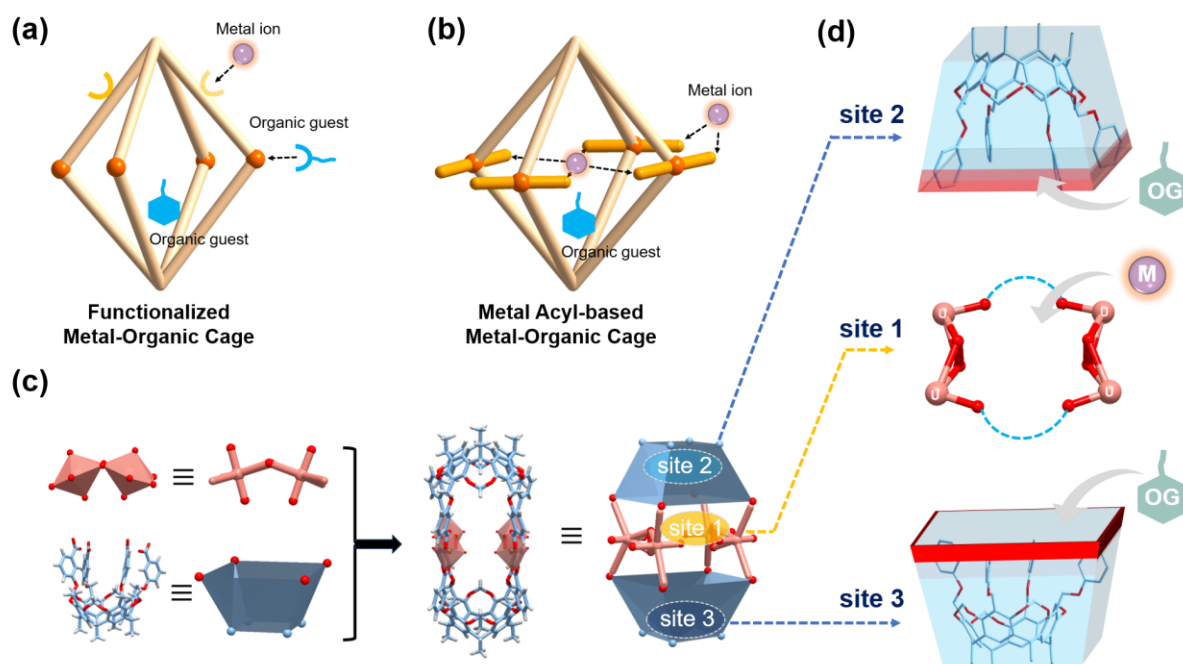 (a)
Metal ion
Organic guest
Organic guest
Functionalized
Metal-Organic Cage
(b)
Metal ion
Organic guest
Metal Acyl-based
Metal-Organic Cage
(c)
site 2
site 1
site 3
(d)
site 2
OG
site 1
M
U
U
U
U
site 3
OG